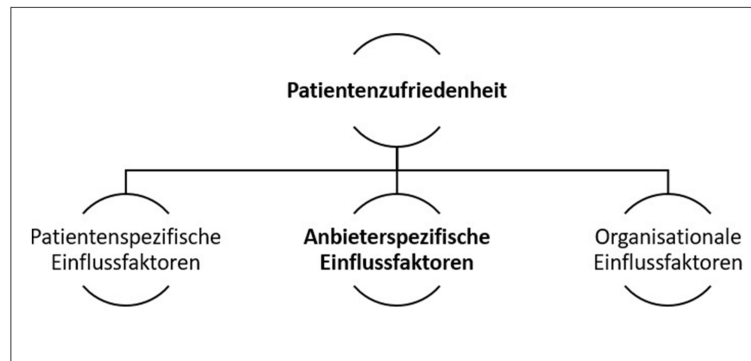 Patientenzufriedenheit
Patientenspezifische
Einflussfaktoren
Anbieterspezifische
Einflussfaktoren
Organisationale
Einflussfaktoren